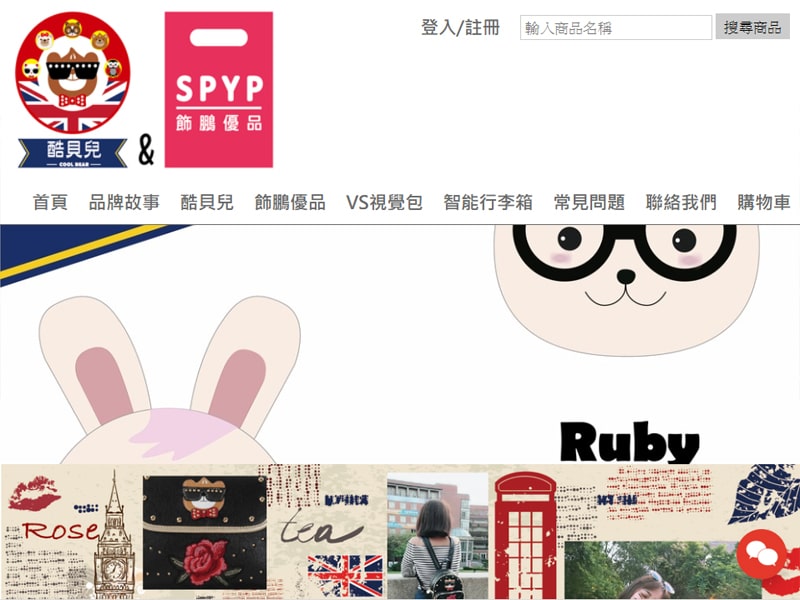 登入/註冊
輸入商品名稱
搜尋商品
酷貝兒
COOL BEAR
&
SPYP
飾鵬優品
首頁 品牌故事 酷貝兒 飾鵬優品 VS視覺包 智能行李箱 常見問題 聯絡我們 購物車
Ruby
ROSE
tea